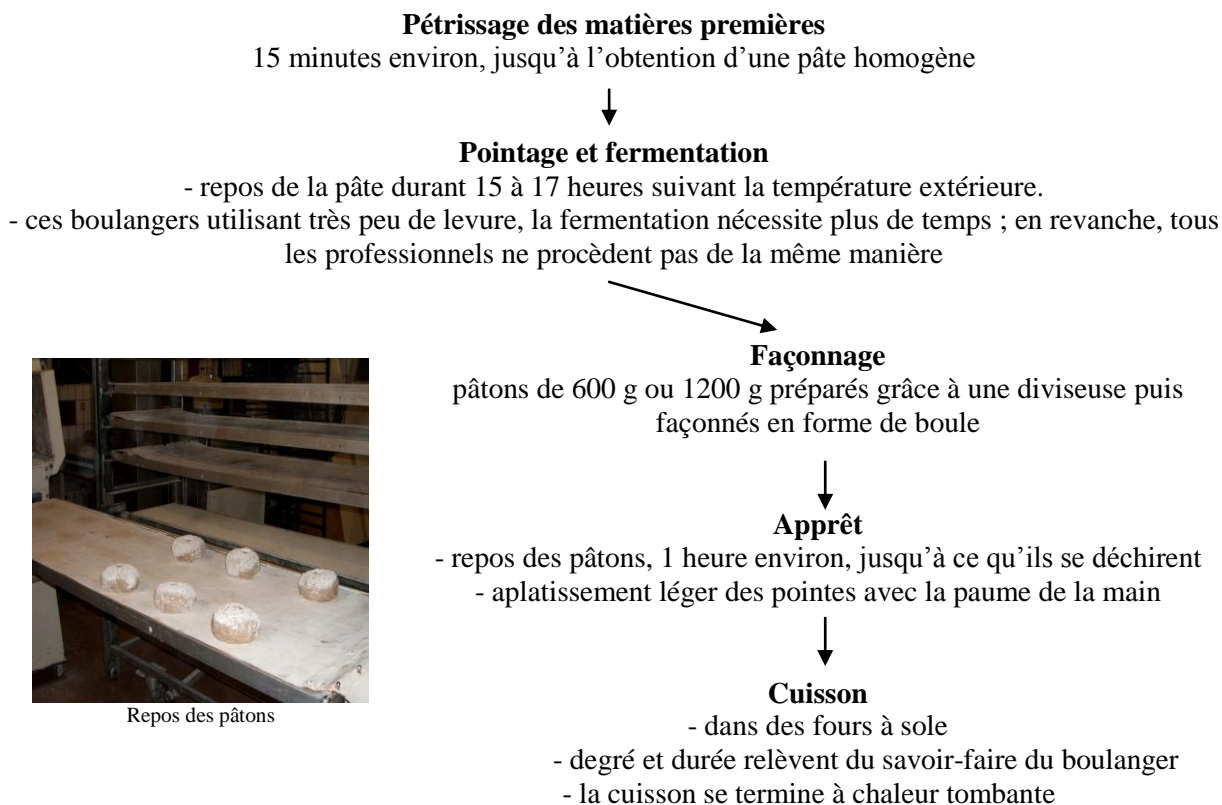 Pétrissage des matières premières
15 minutes environ, jusqu’à l’obtention d’une pâte homogène
Pointage et fermentation
- repos de la pâte durant 15 à 17 heures suivant la température extérieure.
- ces boulangers utilisant très peu de levure, la fermentation nécessite plus de temps ; en revanche, tous
les professionnels ne procèdent pas de la même manière
Façonnage
pâtons de 600 g ou 1200 g préparés grâce à une diviseuse puis
façonnés en forme de boule
Apprêt
- repos des pâtons, 1 heure environ, jusqu’à ce qu’ils se déchirent
- aplatissement léger des pointes avec la paume de la main
Repos des pâtons
Cuisson
- dans des fours à sole
- degré et durée relèvent du savoir-faire du boulanger
- la cuisson se termine à chaleur tombante